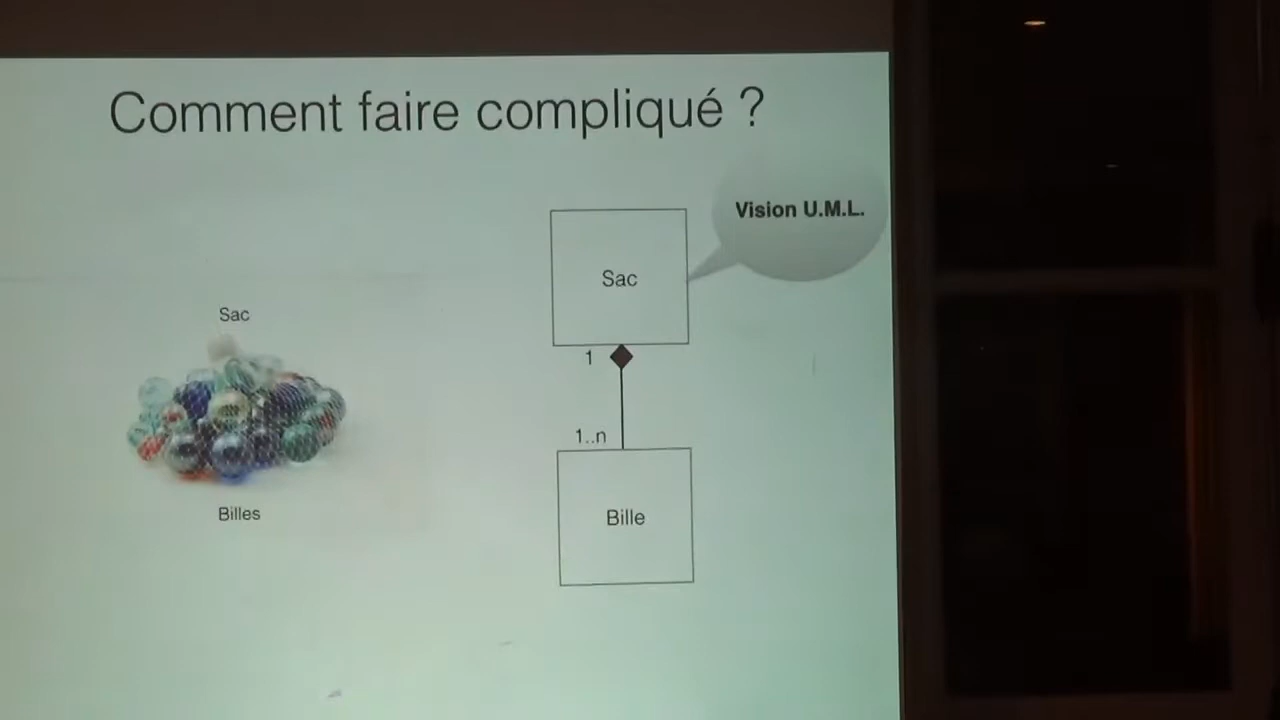 Comment faire compliqué ?
Vision U.M.L.
Sac
Sac
1
1..n
Billes
Bille